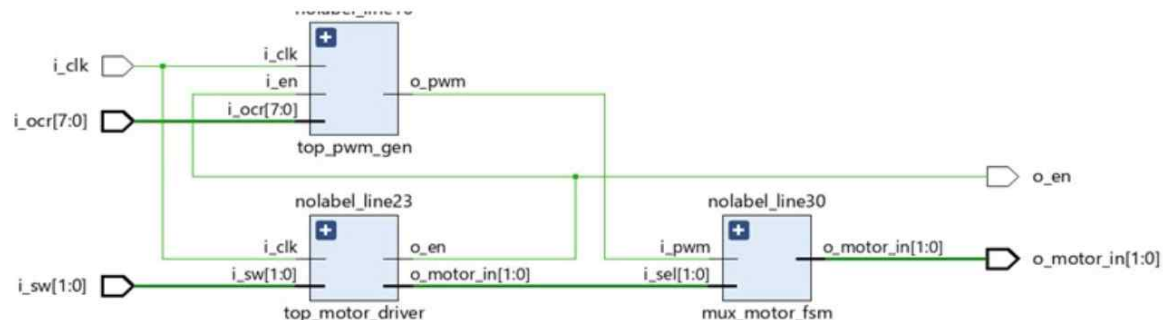 i_clk
i_en
i_ocr[7:0]
o_pwm
top_pwm_gen
i_clk
i_ocr[7:0]
o_en
nolabel_line23
i_clk
i_sw[1:0]
o_en
o_motor_in[1:0]
top_motor_driver
i_sw[1:0]
nolabel_line30
i_pwm
i_sel[1:0]
o_motor_in[1:0]
mux_motor_fsm
o_motor_in[1:0]